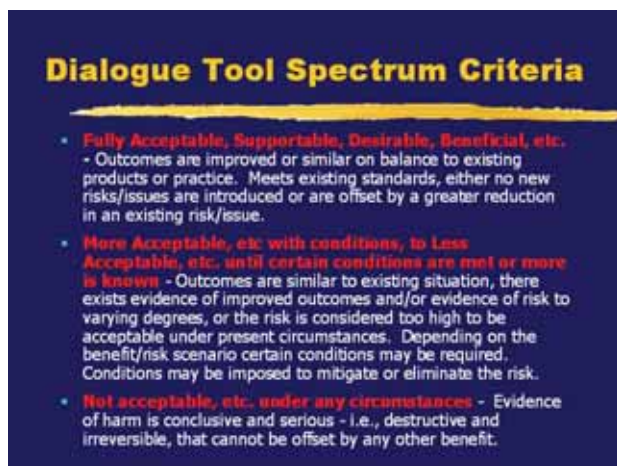 Dialogue Tool Spectrum Criteria
Fully Acceptable, Supportable, Desirable, Beneficial, etc.
- Outcomes are improved or similar on balance to existing
products or practice. Meets existing standards, either no new
risks/issues are introduced or are offset by a greater reduction
in an existing risk/issue.
More Acceptable, etc with conditions, to Less
Acceptable, etc. until certain conditions are met or more
is known - Outcomes are similar to existing situation, there
exists evidence of improved outcomes and/or evidence of risk to
varying degrees, or the risk is considered too high to be
acceptable under present circumstances. Depending on the
benefit/risk scenario certain conditions may be required.
Conditions may be imposed to mitigate or eliminate the risk.
Not acceptable, etc. under any circumstances - Evidence
of harm is conclusive and serious - i.e., destructive and
irreversible, that cannot be offset by any other benefit.